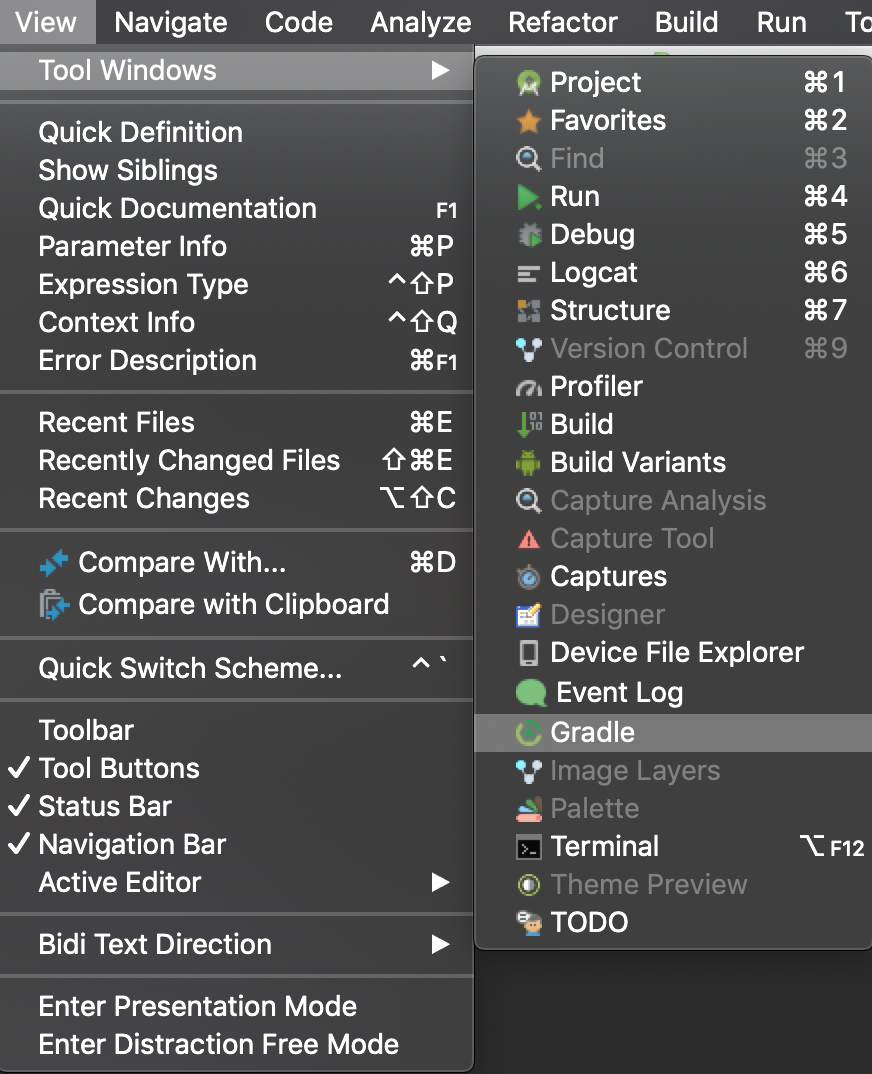 View Navigate Code Analyze Refactor Build Run To
Tool Windows ▶
Quick Definition
Show Siblings
Quick Documentation F1
Parameter Info ⌘P
Expression Type ^⇧P
Context Info ^⇧Q
Error Description ⌘F1
Recent Files ⌘E
Recently Changed Files ⇧⌘E
Recent Changes ⌥⇧C
Compare With... ⌘D
Compare with Clipboard
Quick Switch Scheme... ^`
Toolbar
✓ Tool Buttons
✓ Status Bar
✓ Navigation Bar
Active Editor ▶
Bidi Text Direction ▶
Enter Presentation Mode
Enter Distraction Free Mode
Project ⌘1
Favorites ⌘2
Find ⌘3
Run ⌘4
Debug ⌘5
Logcat ⌘6
Structure ⌘7
Version Control ⌘9
Profiler
Build
Build Variants
Capture Analysis
Capture Tool
Captures
Designer
Device File Explorer
Event Log
Gradle
Image Layers
Palette
Terminal ⌥F12
Theme Preview
TODO